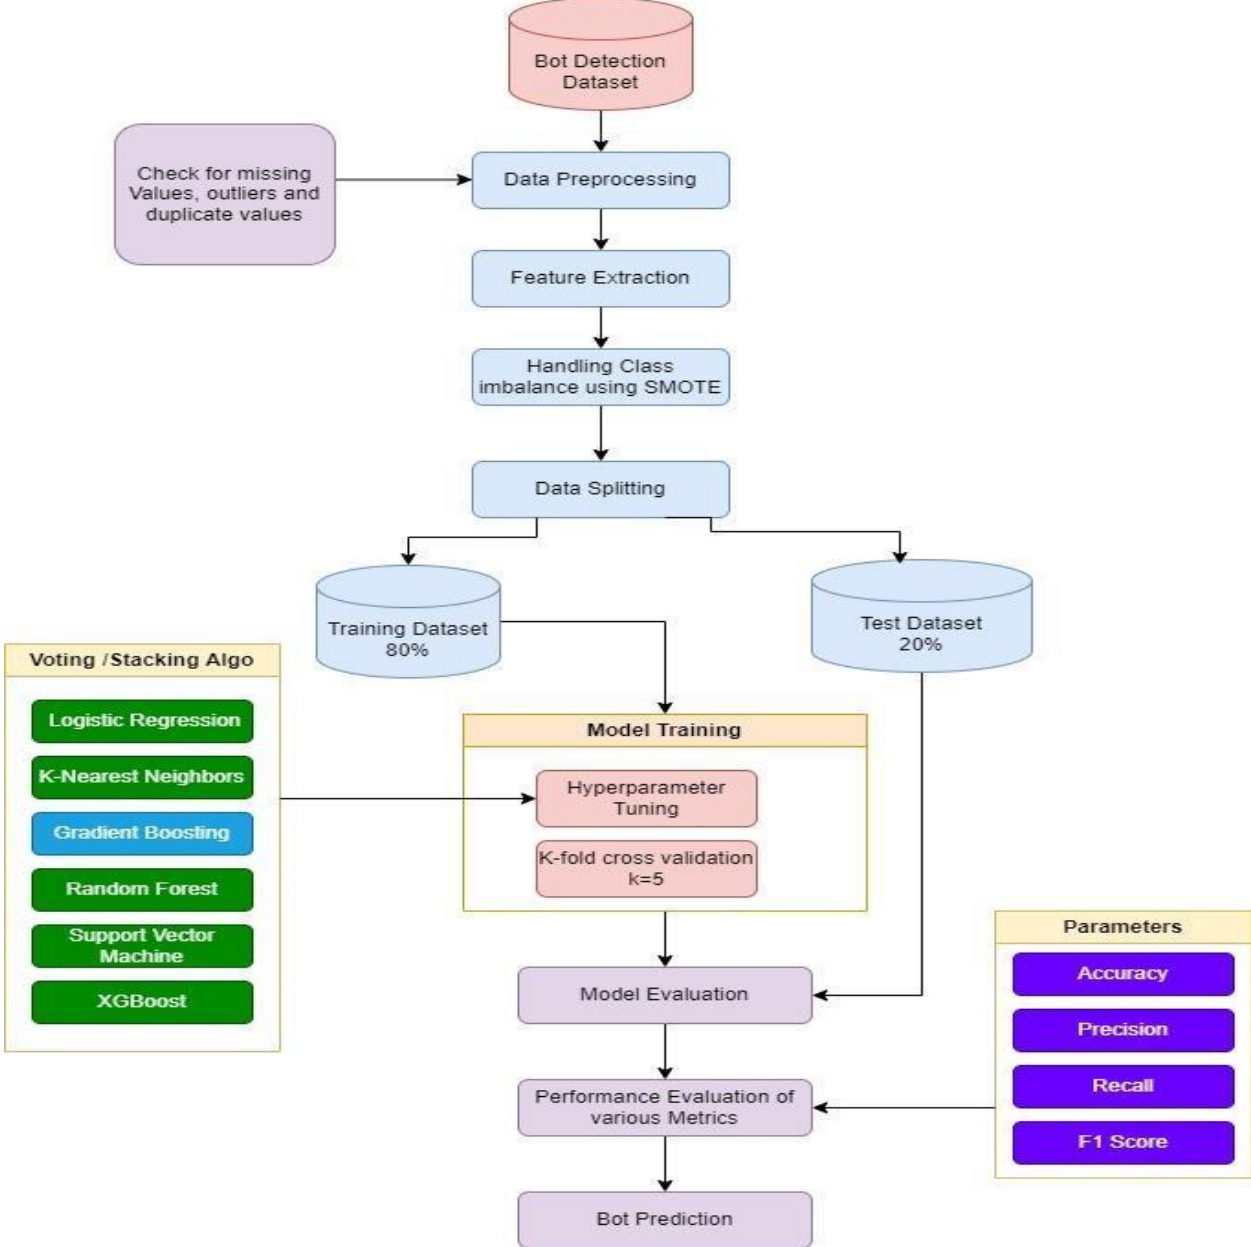 Bot Detection
Dataset
Check for missing
Values, outliers and
duplicate values
Data Preprocessing
Feature Extraction
Handling Class
imbalance using SMOTE
Data Splitting
Training Dataset
80%
Test Dataset
20%
Voting /Stacking Algo
Logistic Regression
K-Nearest Neighbors
Gradient Boosting
Random Forest
Support Vector
Machine
XGBoost
Model Training
Hyperparameter
Tuning
K-fold cross validation
k=5
Model Evaluation
Parameters
Accuracy
Precision
Recall
F1 Score
Performance Evaluation of
various Metrics
Bot Prediction